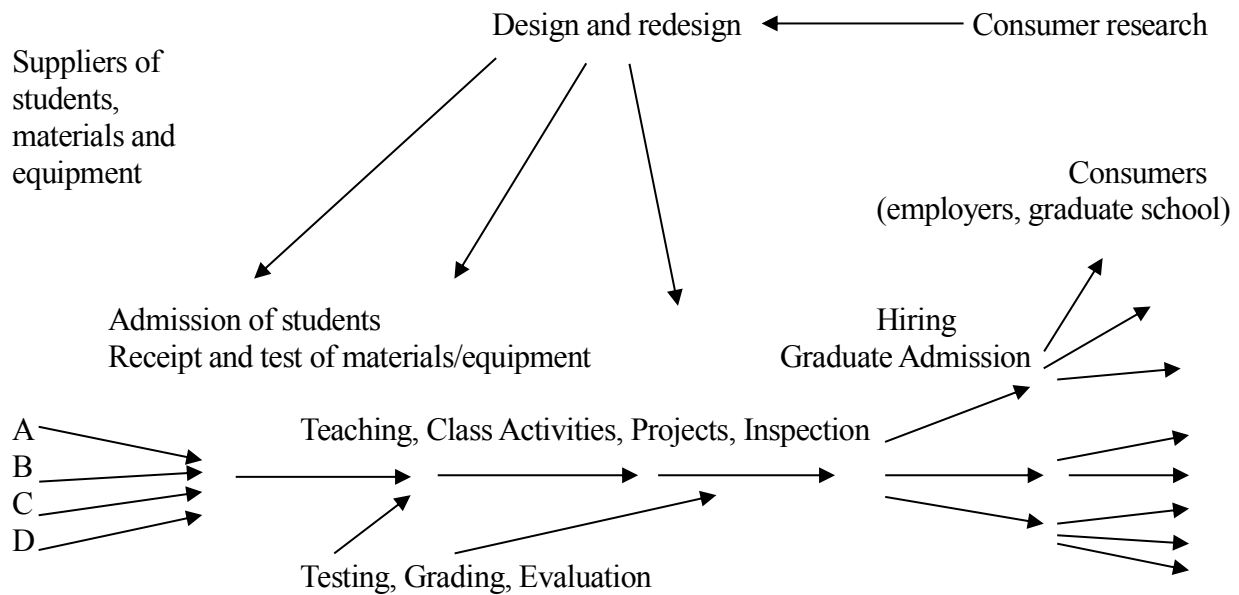 Design and redesign
Consumer research
Suppliers of
students,
materials and
equipment
Consumers
(employers, graduate school)
Admission of students
Receipt and test of materials/equipment
Hiring
Graduate Admission
A
B
C
D
Teaching, Class Activities, Projects, Inspection
Testing, Grading, Evaluation